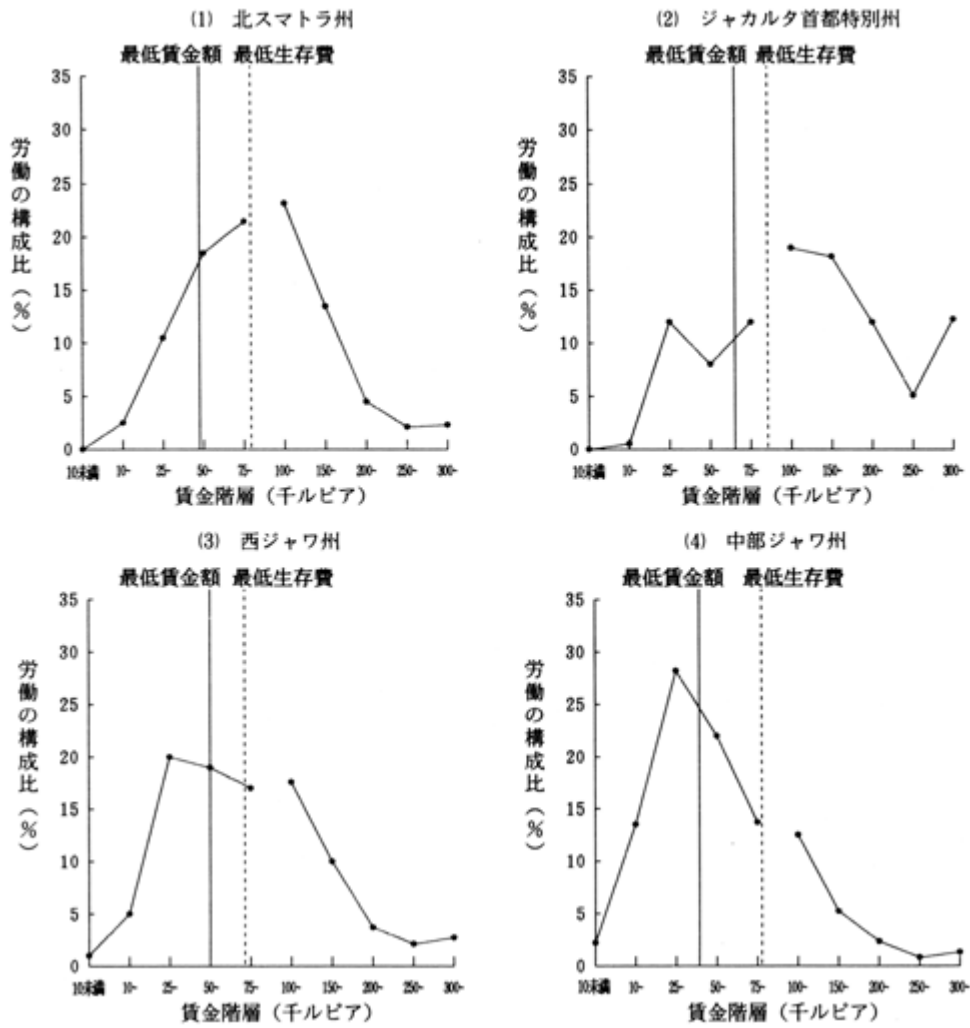 (1) 北スマトラ州
最低賃金額 最低生存費
35
30
25
20
15
10
5
0
労働の構成比(%)
10未満 10- 25- 50- 75- 100- 150- 200- 250- 300-
賃金階層(千ルピア)
(2) ジャカルタ首都特別州
最低賃金額 最低生存費
35
30
25
20
15
10
5
0
労働の構成比(%)
10未満 10- 25- 50- 75- 100- 150- 200- 250- 300-
賃金階層(千ルピア)
(3) 西ジャワ州
最低賃金額 最低生存費
35
30
25
20
15
10
5
0
労働の構成比(%)
10未満 10- 25- 50- 75- 100- 150- 200- 250- 300-
賃金階層(千ルピア)
(4) 中部ジャワ州
最低賃金額 最低生存費
35
30
25
20
15
10
5
0
労働の構成比(%)
10未満 10- 25- 50- 75- 100- 150- 200- 250- 300-
賃金階層(千ルピア)